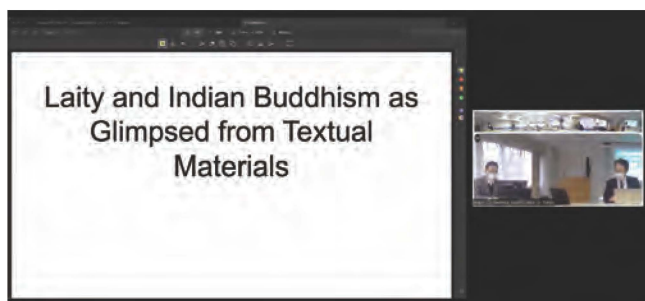 Laity and Indian Buddhism as
Glimpsed from Textual
Materials